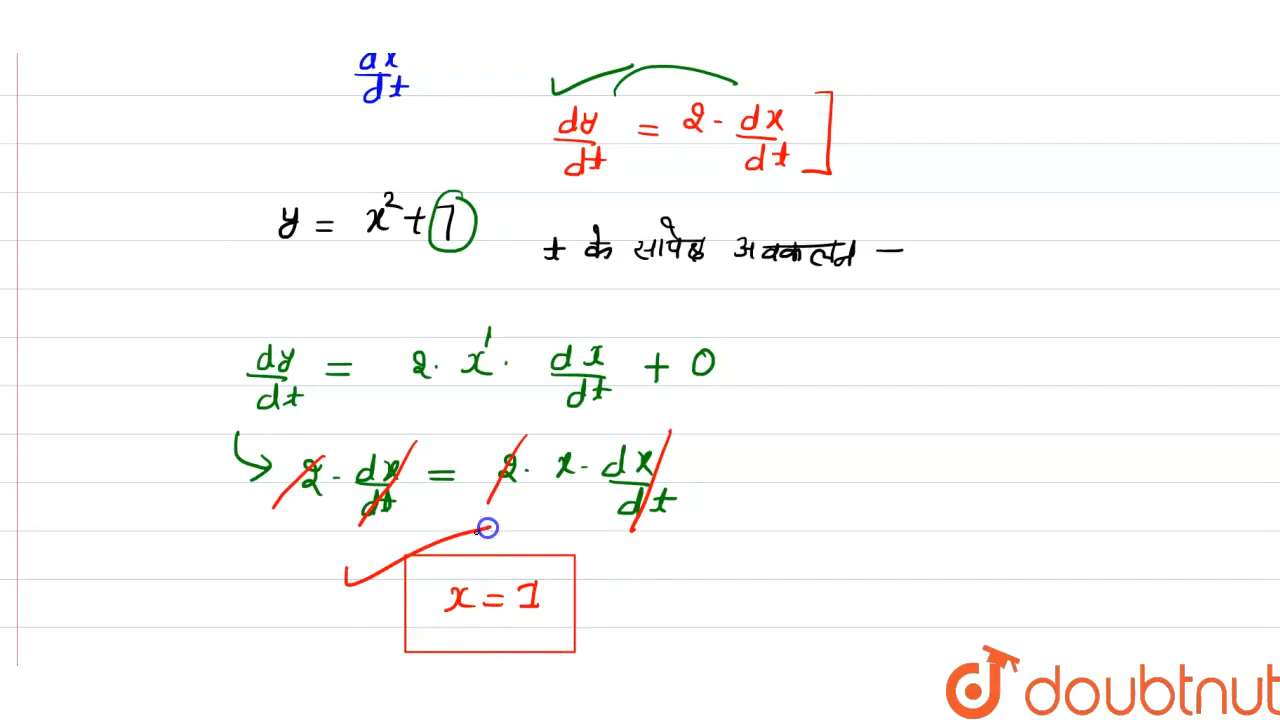 dx/dt
dy/dt = 2 · dx/dt ]
y = x² + 7
t के सापेक्ष अवकलन –
dy/dt = 2 · x¹ · dx/dt + 0
2 · dx/dt = 2 · x · dx/dt
x = 1
doubtnut